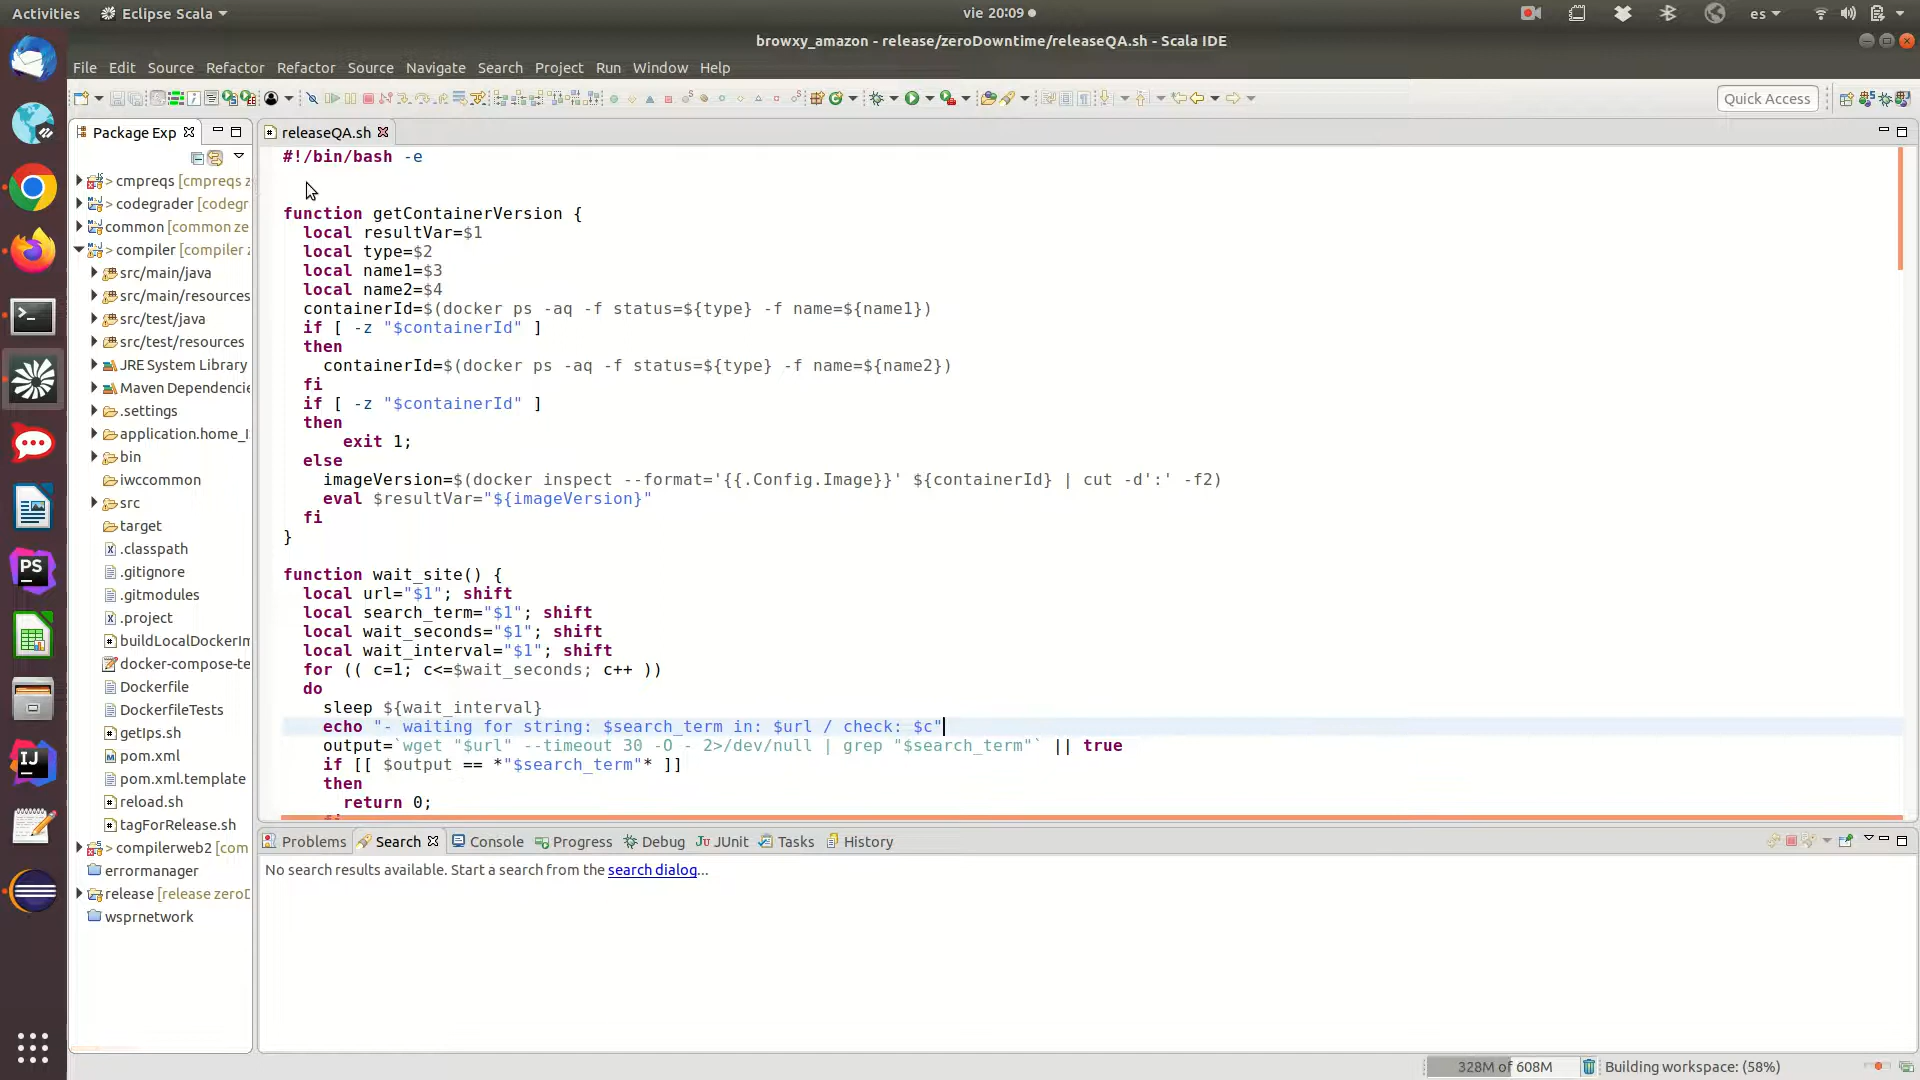 Activities
Eclipse Scala
vie 20:09
es
browxy_amazon - release/zeroDowntime/releaseQA.sh - Scala IDE
File Edit Source Refactor Refactor Source Navigate Search Project Run Window Help
Quick Access
Package Exp
releaseQA.sh
> cmpreqs [cmpreqs z
> codegrader [codegr
common [common ze
> compiler [compiler z
src/main/java
src/main/resources
src/test/java
src/test/resources
JRE System Library
Maven Dependencie
.settings
application.home_I
bin
iwccommon
src
target
.classpath
.gitignore
.gitmodules
.project
buildLocalDockerIm
docker-compose-te
Dockerfile
DockerfileTests
getIps.sh
pom.xml
pom.xml.template
reload.sh
tagForRelease.sh
> compilerweb2 [com
errormanager
release [release zeroD
wsprnetwork
#!/bin/bash -e
function getContainerVersion {
local resultVar=$1
local type=$2
local name1=$3
local name2=$4
containerId=$(docker ps -aq -f status=${type} -f name=${name1})
if [ -z "$containerId" ]
then
containerId=$(docker ps -aq -f status=${type} -f name=${name2})
fi
if [ -z "$containerId" ]
then
exit 1;
else
imageVersion=$(docker inspect --format='{{.Config.Image}}' ${containerId} | cut -d':' -f2)
eval $resultVar="${imageVersion}"
fi
}
function wait_site() {
local url="$1"; shift
local search_term="$1"; shift
local wait_seconds="$1"; shift
local wait_interval="$1"; shift
for (( c=1; c<=$wait_seconds; c++ ))
do
sleep ${wait_interval}
echo "- waiting for string: $search_term in: $url / check: $c"
output=`wget "$url" --timeout 30 -O - 2>/dev/null | grep "$search_term"` || true
if [[ $output == *"$search_term"* ]]
then
return 0;
Problems Search Console Progress Debug JUnit Tasks History
No search results available. Start a search from the search dialog...
328M of 608M
Building workspace: (58%)
PS
IJ